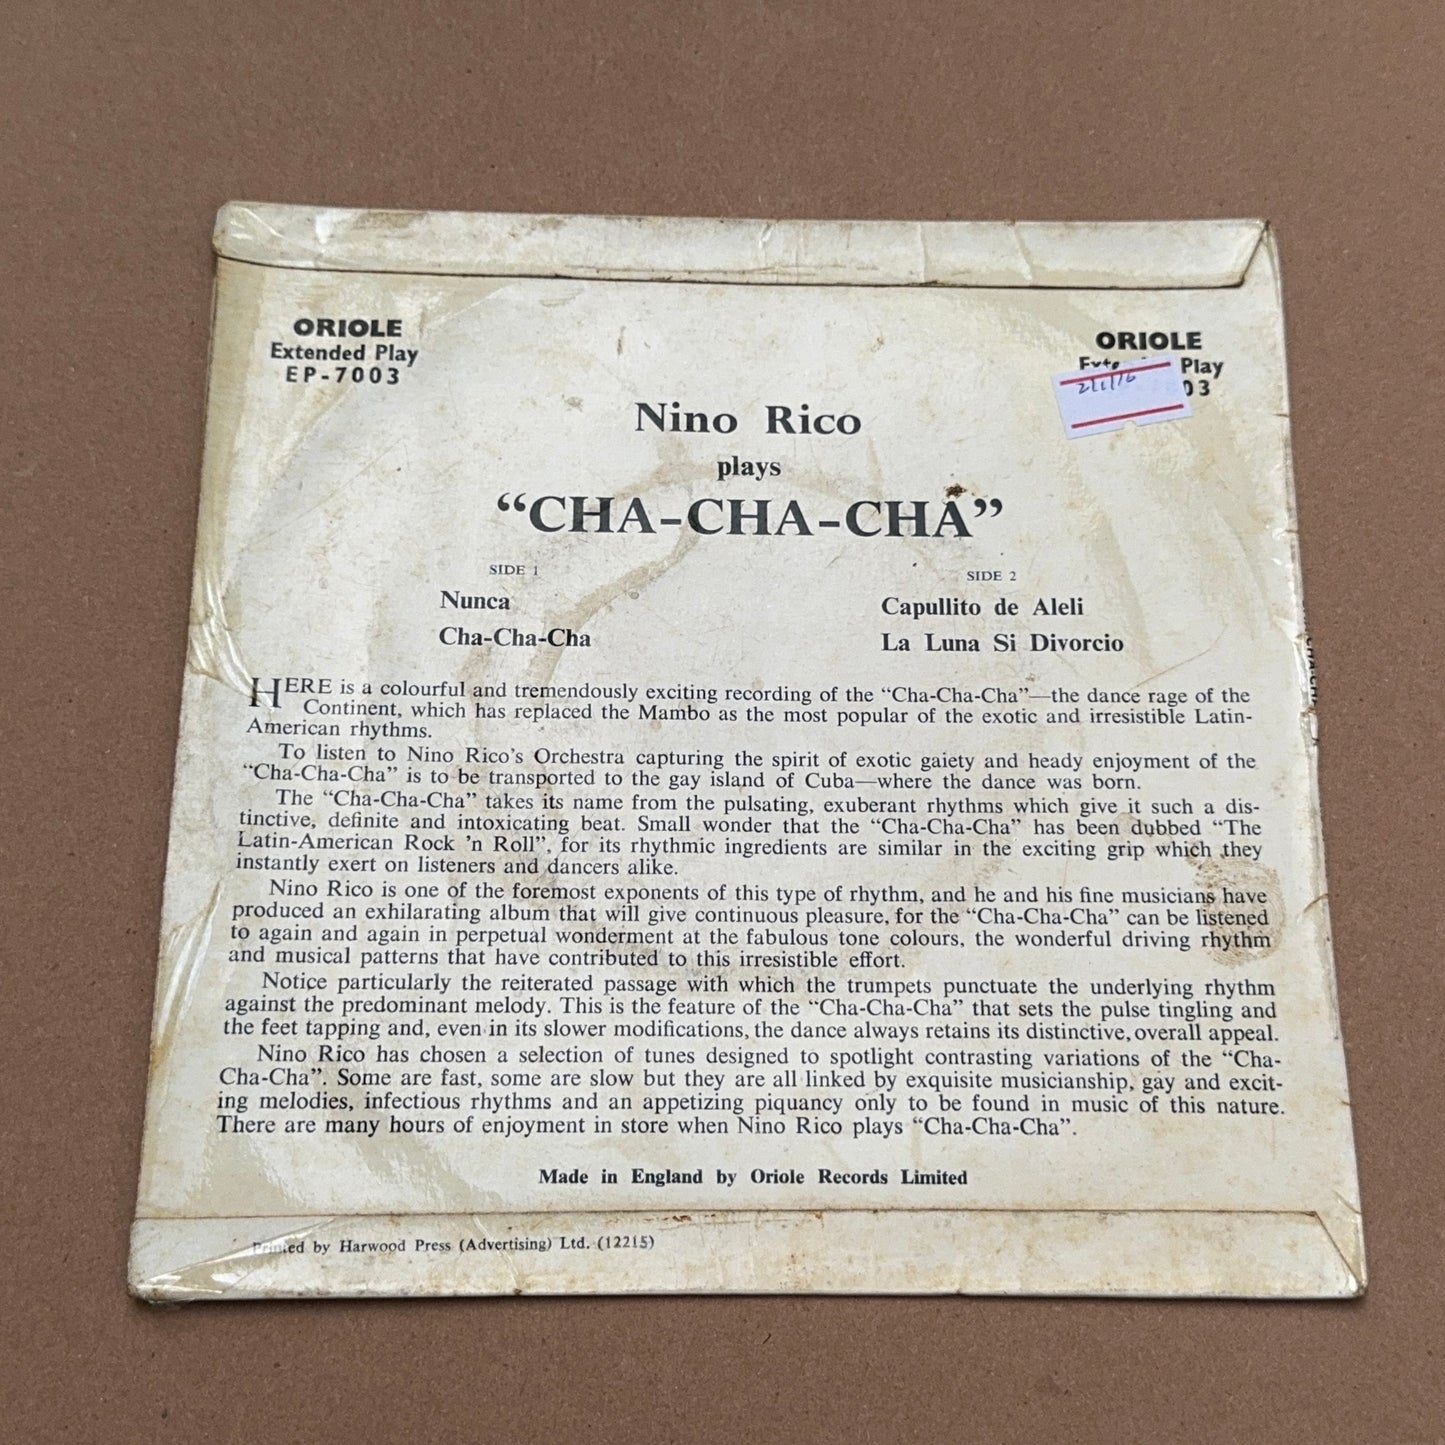 ORIOLE
Extended Play
EP-7003
ORIOLE
Play
03
Nino Rico
plays
“CHA-CHA-CHA”
SIDE 1
Nunca
Cha-Cha-Cha
SIDE 2
Capullito de Aleli
La Luna Si Divorcio
HERE is a colourful and tremendously exciting recording of the “Cha-Cha-Cha”—the dance rage of the
Continent, which has replaced the Mambo as the most popular of the exotic and irresistible Latin-
American rhythms.
To listen to Nino Rico’s Orchestra capturing the spirit of exotic gaiety and heady enjoyment of the
“Cha-Cha-Cha” is to be transported to the gay island of Cuba—where the dance was born.
The “Cha-Cha-Cha” takes its name from the pulsating, exuberant rhythms which give it such a dis-
tinctive, definite and intoxicating beat. Small wonder that the “Cha-Cha-Cha” has been dubbed “The
Latin-American Rock ’n Roll”, for its rhythmic ingredients are similar in the exciting grip which they
instantly exert on listeners and dancers alike.
Nino Rico is one of the foremost exponents of this type of rhythm, and he and his fine musicians have
produced an exhilarating album that will give continuous pleasure, for the “Cha-Cha-Cha” can be listened
to again and again in perpetual wonderment at the fabulous tone colours, the wonderful driving rhythm
and musical patterns that have contributed to this irresistible effort.
Notice particularly the reiterated passage with which the trumpets punctuate the underlying rhythm
against the predominant melody. This is the feature of the “Cha-Cha-Cha” that sets the pulse tingling and
the feet tapping and, even in its slower modifications, the dance always retains its distinctive, overall appeal.
Nino Rico has chosen a selection of tunes designed to spotlight contrasting variations of the “Cha-
Cha-Cha”. Some are fast, some are slow but they are all linked by exquisite musicianship, gay and excit-
ing melodies, infectious rhythms and an appetizing piquancy only to be found in music of this nature.
There are many hours of enjoyment in store when Nino Rico plays “Cha-Cha-Cha”.
Made in England by Oriole Records Limited
Printed by Harwood Press (Advertising) Ltd. (12215)